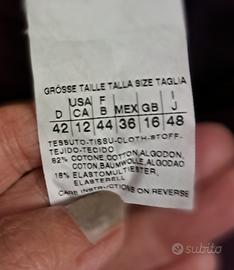 GRÖSSE TAILLE TALLA SIZE TAGLIA
D USA CA F B MEX GB I J
42 12 44 36 16 48
TESSUTO-TISSU-CLOTH-STOFF-
TEJIDO-TECIDO
82% COTONE,COTTON,ALGODON,
COTON,BAUMWOLLE,ALGODAO
18% ELASTOMULTIESTER,
ELASTERELL
CARE INSTRUCTIONS ON REVERSE
subito